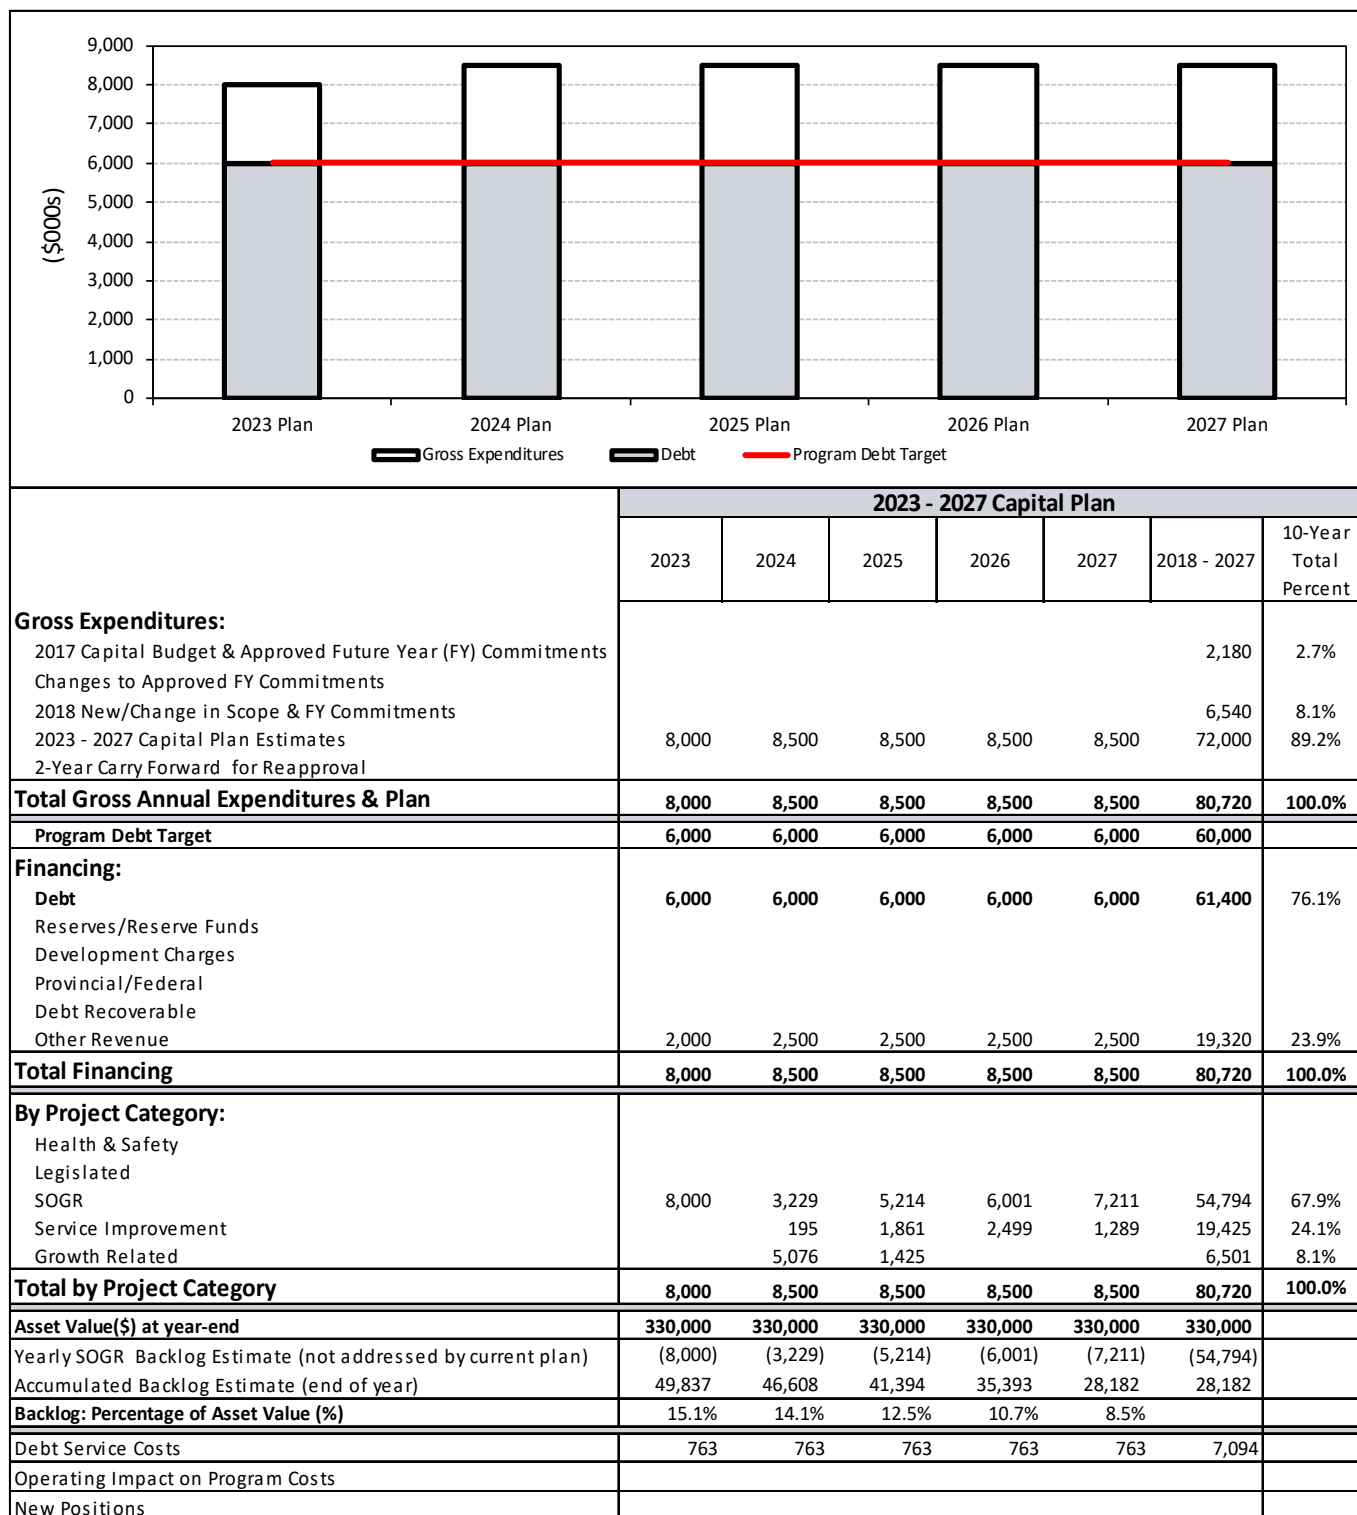 9,000
8,000
7,000
6,000
5,000
4,000
3,000
2,000
1,000
0
($000s)
2023 Plan 2024 Plan 2025 Plan 2026 Plan 2027 Plan
Gross Expenditures Debt Program Debt Target
2023 - 2027 Capital Plan
2023 2024 2025 2026 2027 2018 - 2027 10-Year Total Percent
Gross Expenditures:
2017 Capital Budget & Approved Future Year (FY) Commitments 2,180 2.7%
Changes to Approved FY Commitments
2018 New/Change in Scope & FY Commitments 6,540 8.1%
2023 - 2027 Capital Plan Estimates 8,000 8,500 8,500 8,500 8,500 72,000 89.2%
2-Year Carry Forward for Reapproval
Total Gross Annual Expenditures & Plan 8,000 8,500 8,500 8,500 8,500 80,720 100.0%
Program Debt Target 6,000 6,000 6,000 6,000 6,000 60,000
Financing:
Debt 6,000 6,000 6,000 6,000 6,000 61,400 76.1%
Reserves/Reserve Funds
Development Charges
Provincial/Federal
Debt Recoverable
Other Revenue 2,000 2,500 2,500 2,500 2,500 19,320 23.9%
Total Financing 8,000 8,500 8,500 8,500 8,500 80,720 100.0%
By Project Category:
Health & Safety
Legislated
SOGR 8,000 3,229 5,214 6,001 7,211 54,794 67.9%
Service Improvement 195 1,861 2,499 1,289 19,425 24.1%
Growth Related 5,076 1,425 6,501 8.1%
Total by Project Category 8,000 8,500 8,500 8,500 8,500 80,720 100.0%
Asset Value($) at year-end 330,000 330,000 330,000 330,000 330,000 330,000
Yearly SOGR Backlog Estimate (not addressed by current plan) (8,000) (3,229) (5,214) (6,001) (7,211) (54,794)
Accumulated Backlog Estimate (end of year) 49,837 46,608 41,394 35,393 28,182 28,182
Backlog: Percentage of Asset Value (%) 15.1% 14.1% 12.5% 10.7% 8.5%
Debt Service Costs 763 763 763 763 763 7,094
Operating Impact on Program Costs
New Positions